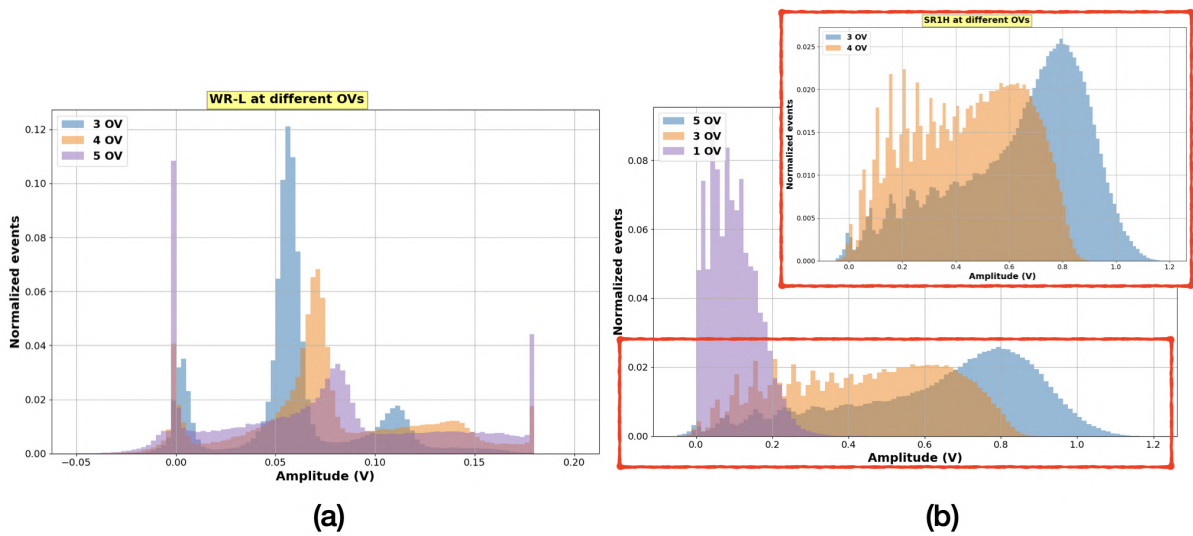 WR-L at different OVs
3 OV
4 OV
5 OV
Normalized events
0.12
0.10
0.08
0.06
0.04
0.02
0.00
−0.05 0.00 0.05 0.10 0.15 0.20
Amplitude (V)
(a)
5 OV
3 OV
1 OV
Normalized events
0.08
0.06
0.04
0.02
0.00
0.0 0.2 0.4 0.6 0.8 1.0 1.2
Amplitude (V)
SR1H at different OVs
3 OV
4 OV
Normalized events
0.025
0.020
0.015
0.010
0.005
0.000
0.0 0.2 0.4 0.6 0.8 1.0 1.2
Amplitude (V)
(b)